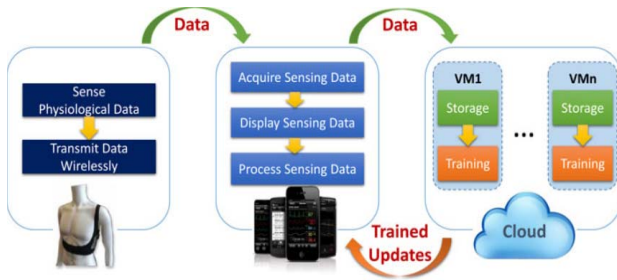 Data
Data
Sense
Physiological Data
Transmit Data
Wirelessly
Acquire Sensing Data
Display Sensing Data
Process Sensing Data
VM1
Storage
Training
...
VMn
Storage
Training
Trained
Updates
Cloud